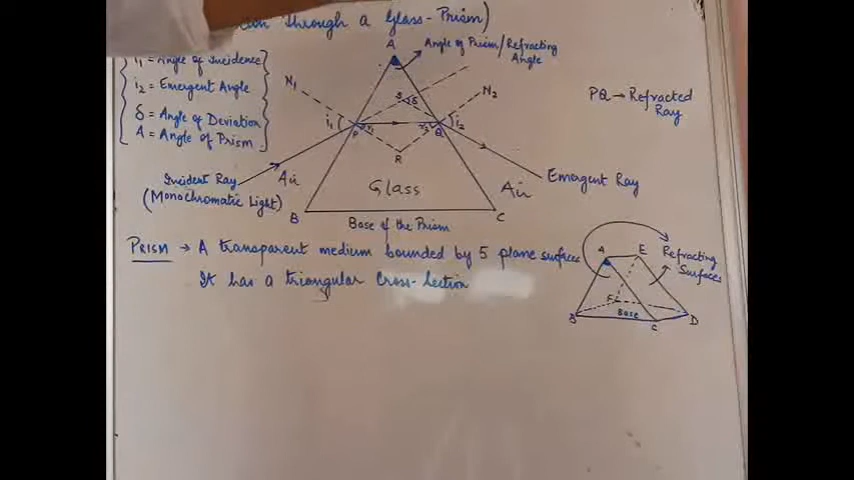 through a Glass-Prism)
i₁ = Angle of Incidence
i₂ = Emergent Angle
δ = Angle of Deviation
A = Angle of Prism
A
Angle of Prism/Refracting
Angle
N₁
N₂
S
δ
i₁
r₁
r₂
i₂
P
Q
R
PQ → Refracted
Ray
Incident Ray
(Monochromatic Light)
Air
Glass
Air
Emergent Ray
B
C
Base of the Prism
PRISM → A transparent medium bounded by 5 plane surfaces
It has a triangular Cross-Section
A
E
Refracting
Surfaces
F
Base
B
C
D